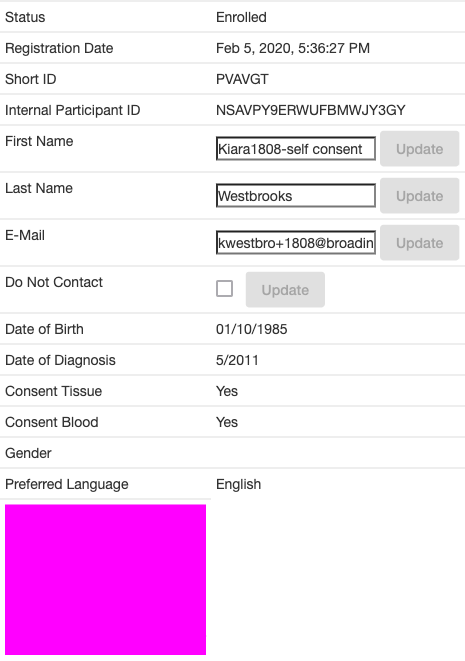 Status Enrolled
Registration Date Feb 5, 2020, 5:36:27 PM
Short ID PVAVGT
Internal Participant ID NSAVPY9ERWUFBMWJY3GY
First Name Kiara1808-self consent Update
Last Name Westbrooks Update
E-Mail kwestbro+1808@broadin Update
Do Not Contact Update
Date of Birth 01/10/1985
Date of Diagnosis 5/2011
Consent Tissue Yes
Consent Blood Yes
Gender
Preferred Language English